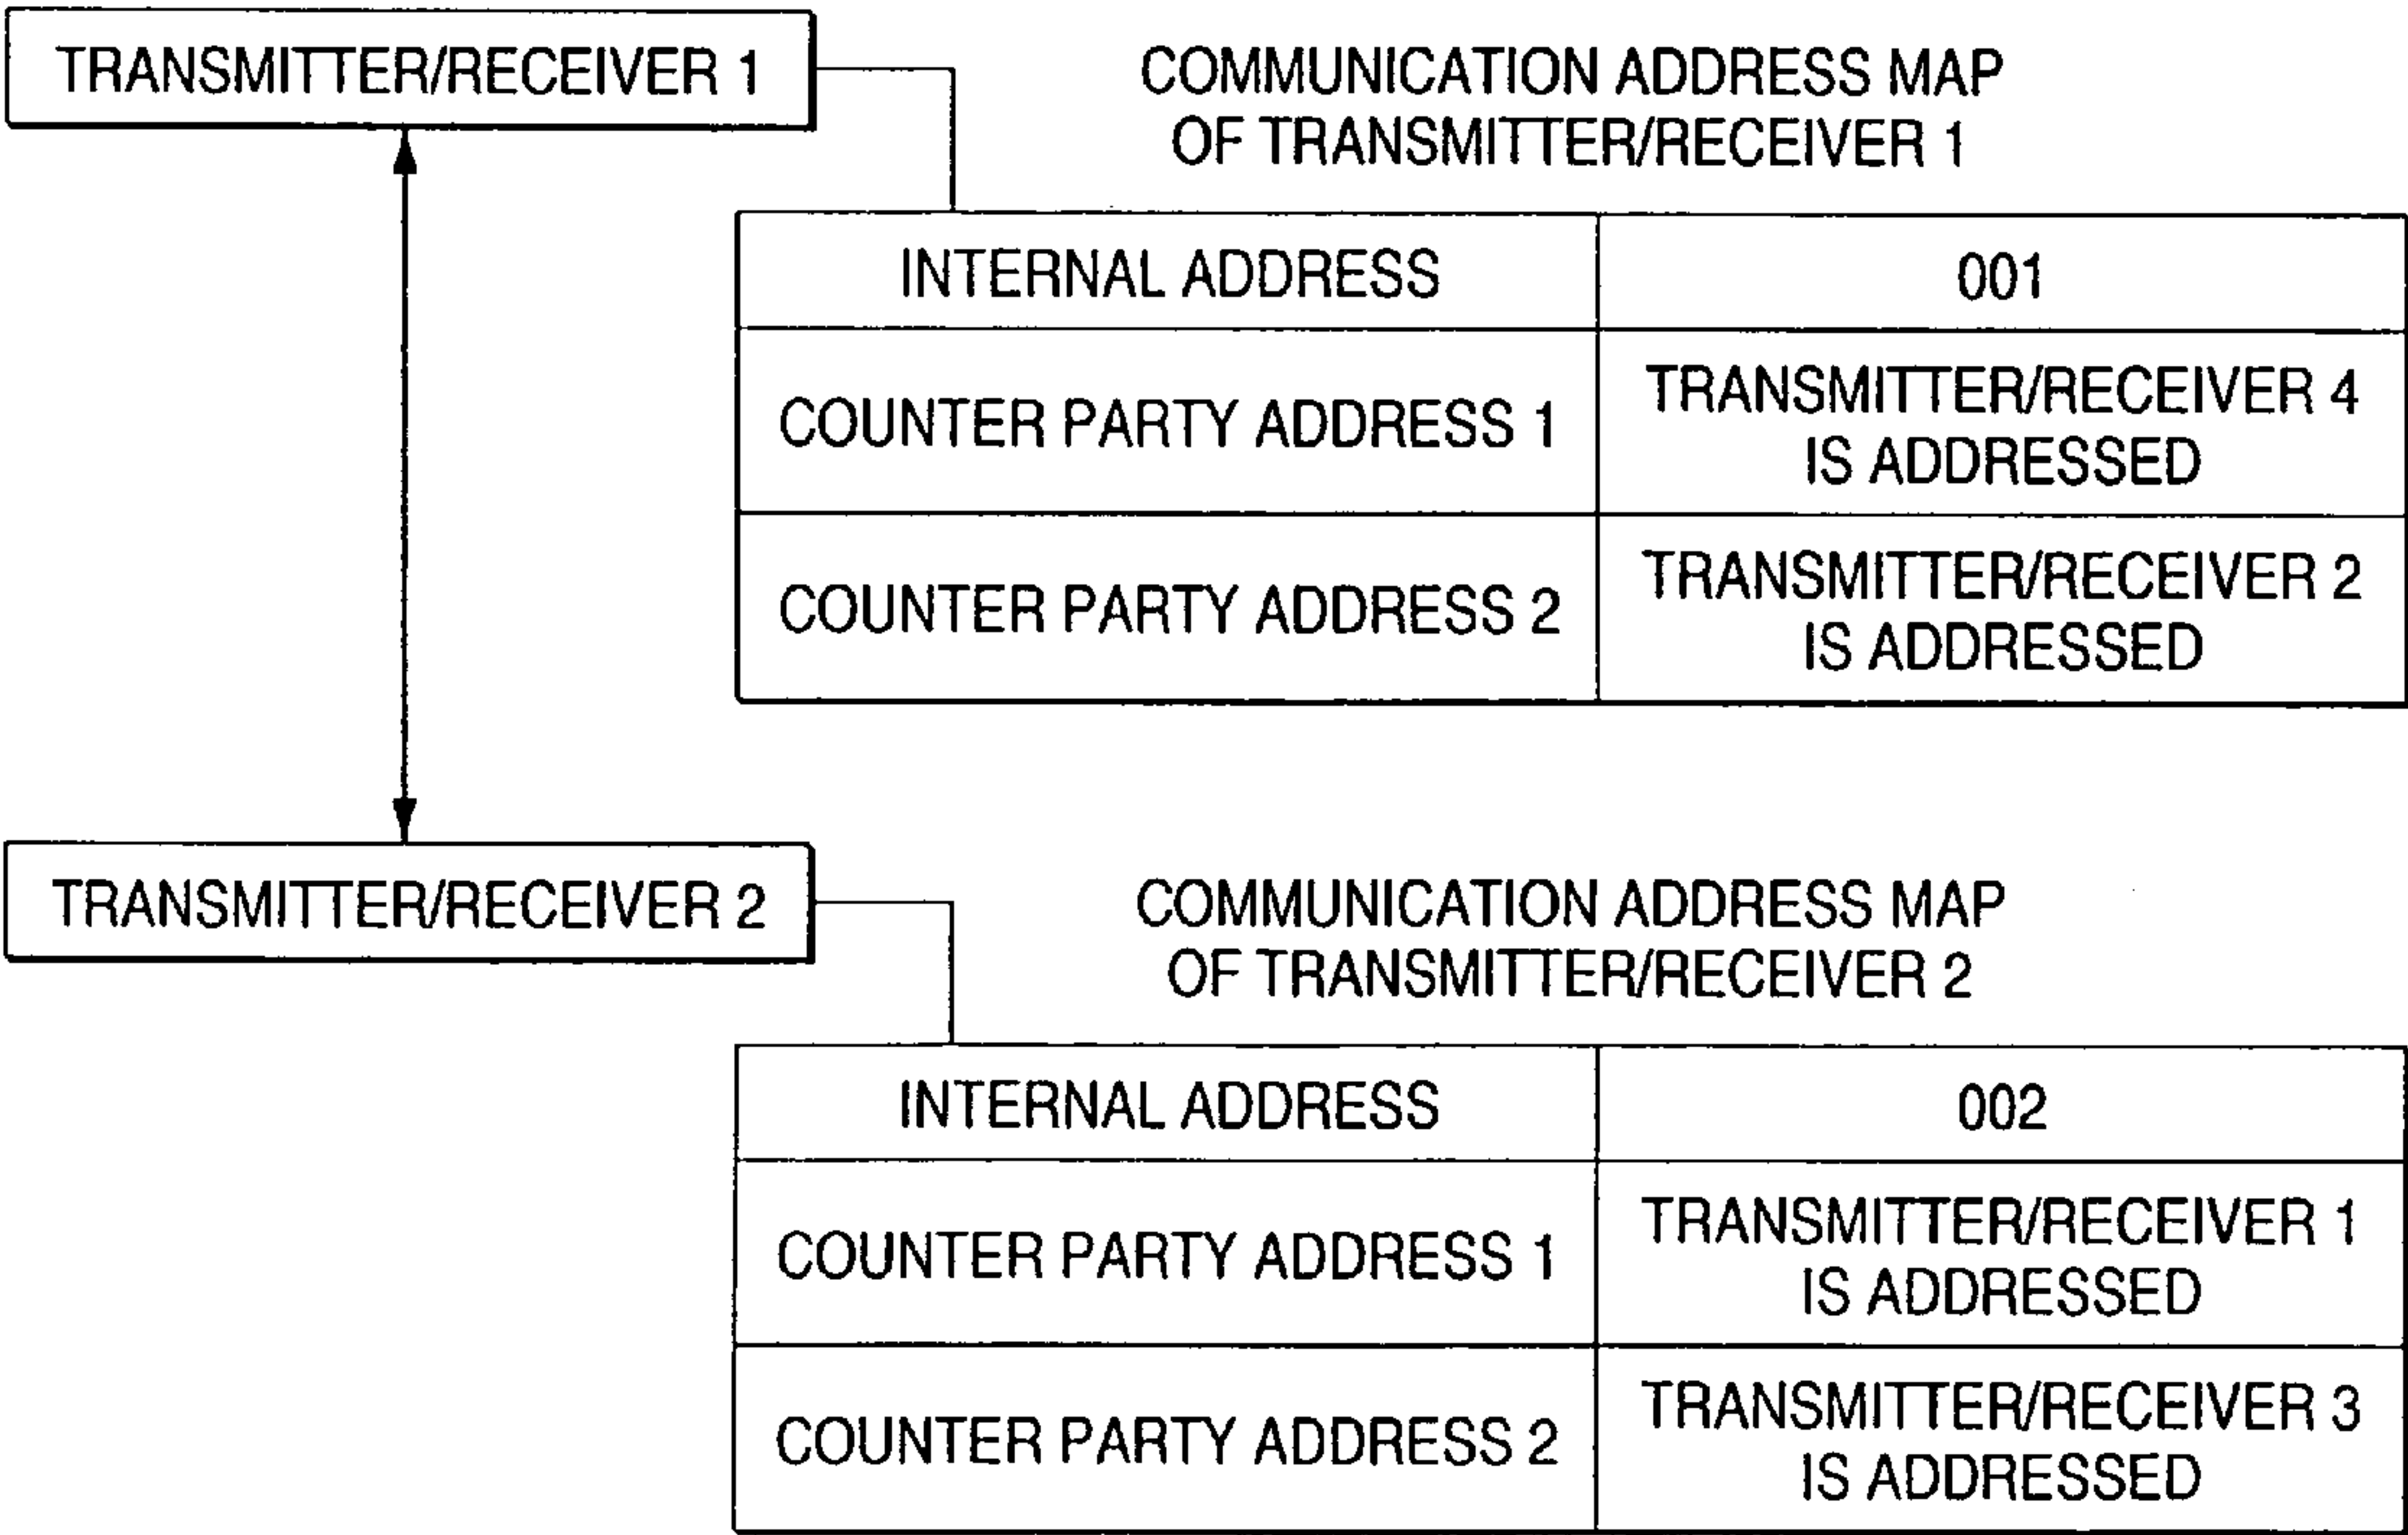 TRANSMITTER/RECEIVER 1
COMMUNICATION ADDRESS MAP
OF TRANSMITTER/RECEIVER 1
INTERNAL ADDRESS
001
COUNTER PARTY ADDRESS 1
TRANSMITTER/RECEIVER 4
IS ADDRESSED
COUNTER PARTY ADDRESS 2
TRANSMITTER/RECEIVER 2
IS ADDRESSED
TRANSMITTER/RECEIVER 2
COMMUNICATION ADDRESS MAP
OF TRANSMITTER/RECEIVER 2
INTERNAL ADDRESS
002
COUNTER PARTY ADDRESS 1
TRANSMITTER/RECEIVER 1
IS ADDRESSED
COUNTER PARTY ADDRESS 2
TRANSMITTER/RECEIVER 3
IS ADDRESSED